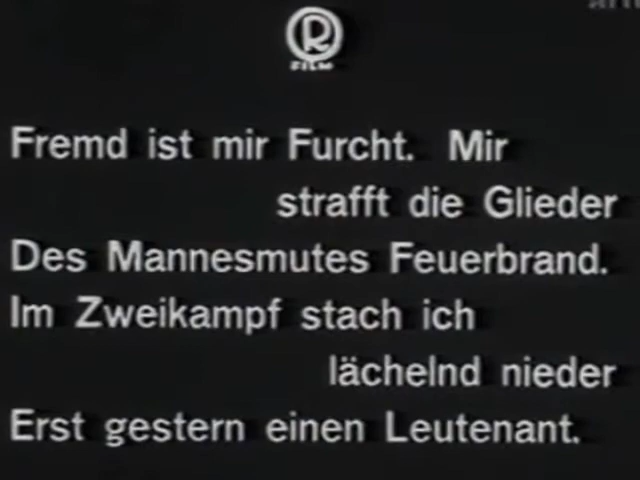 R
FILM
Fremd ist mir Furcht. Mir
strafft die Glieder
Des Mannesmutes Feuerbrand.
Im Zweikampf stach ich
lächelnd nieder
Erst gestern einen Leutenant.